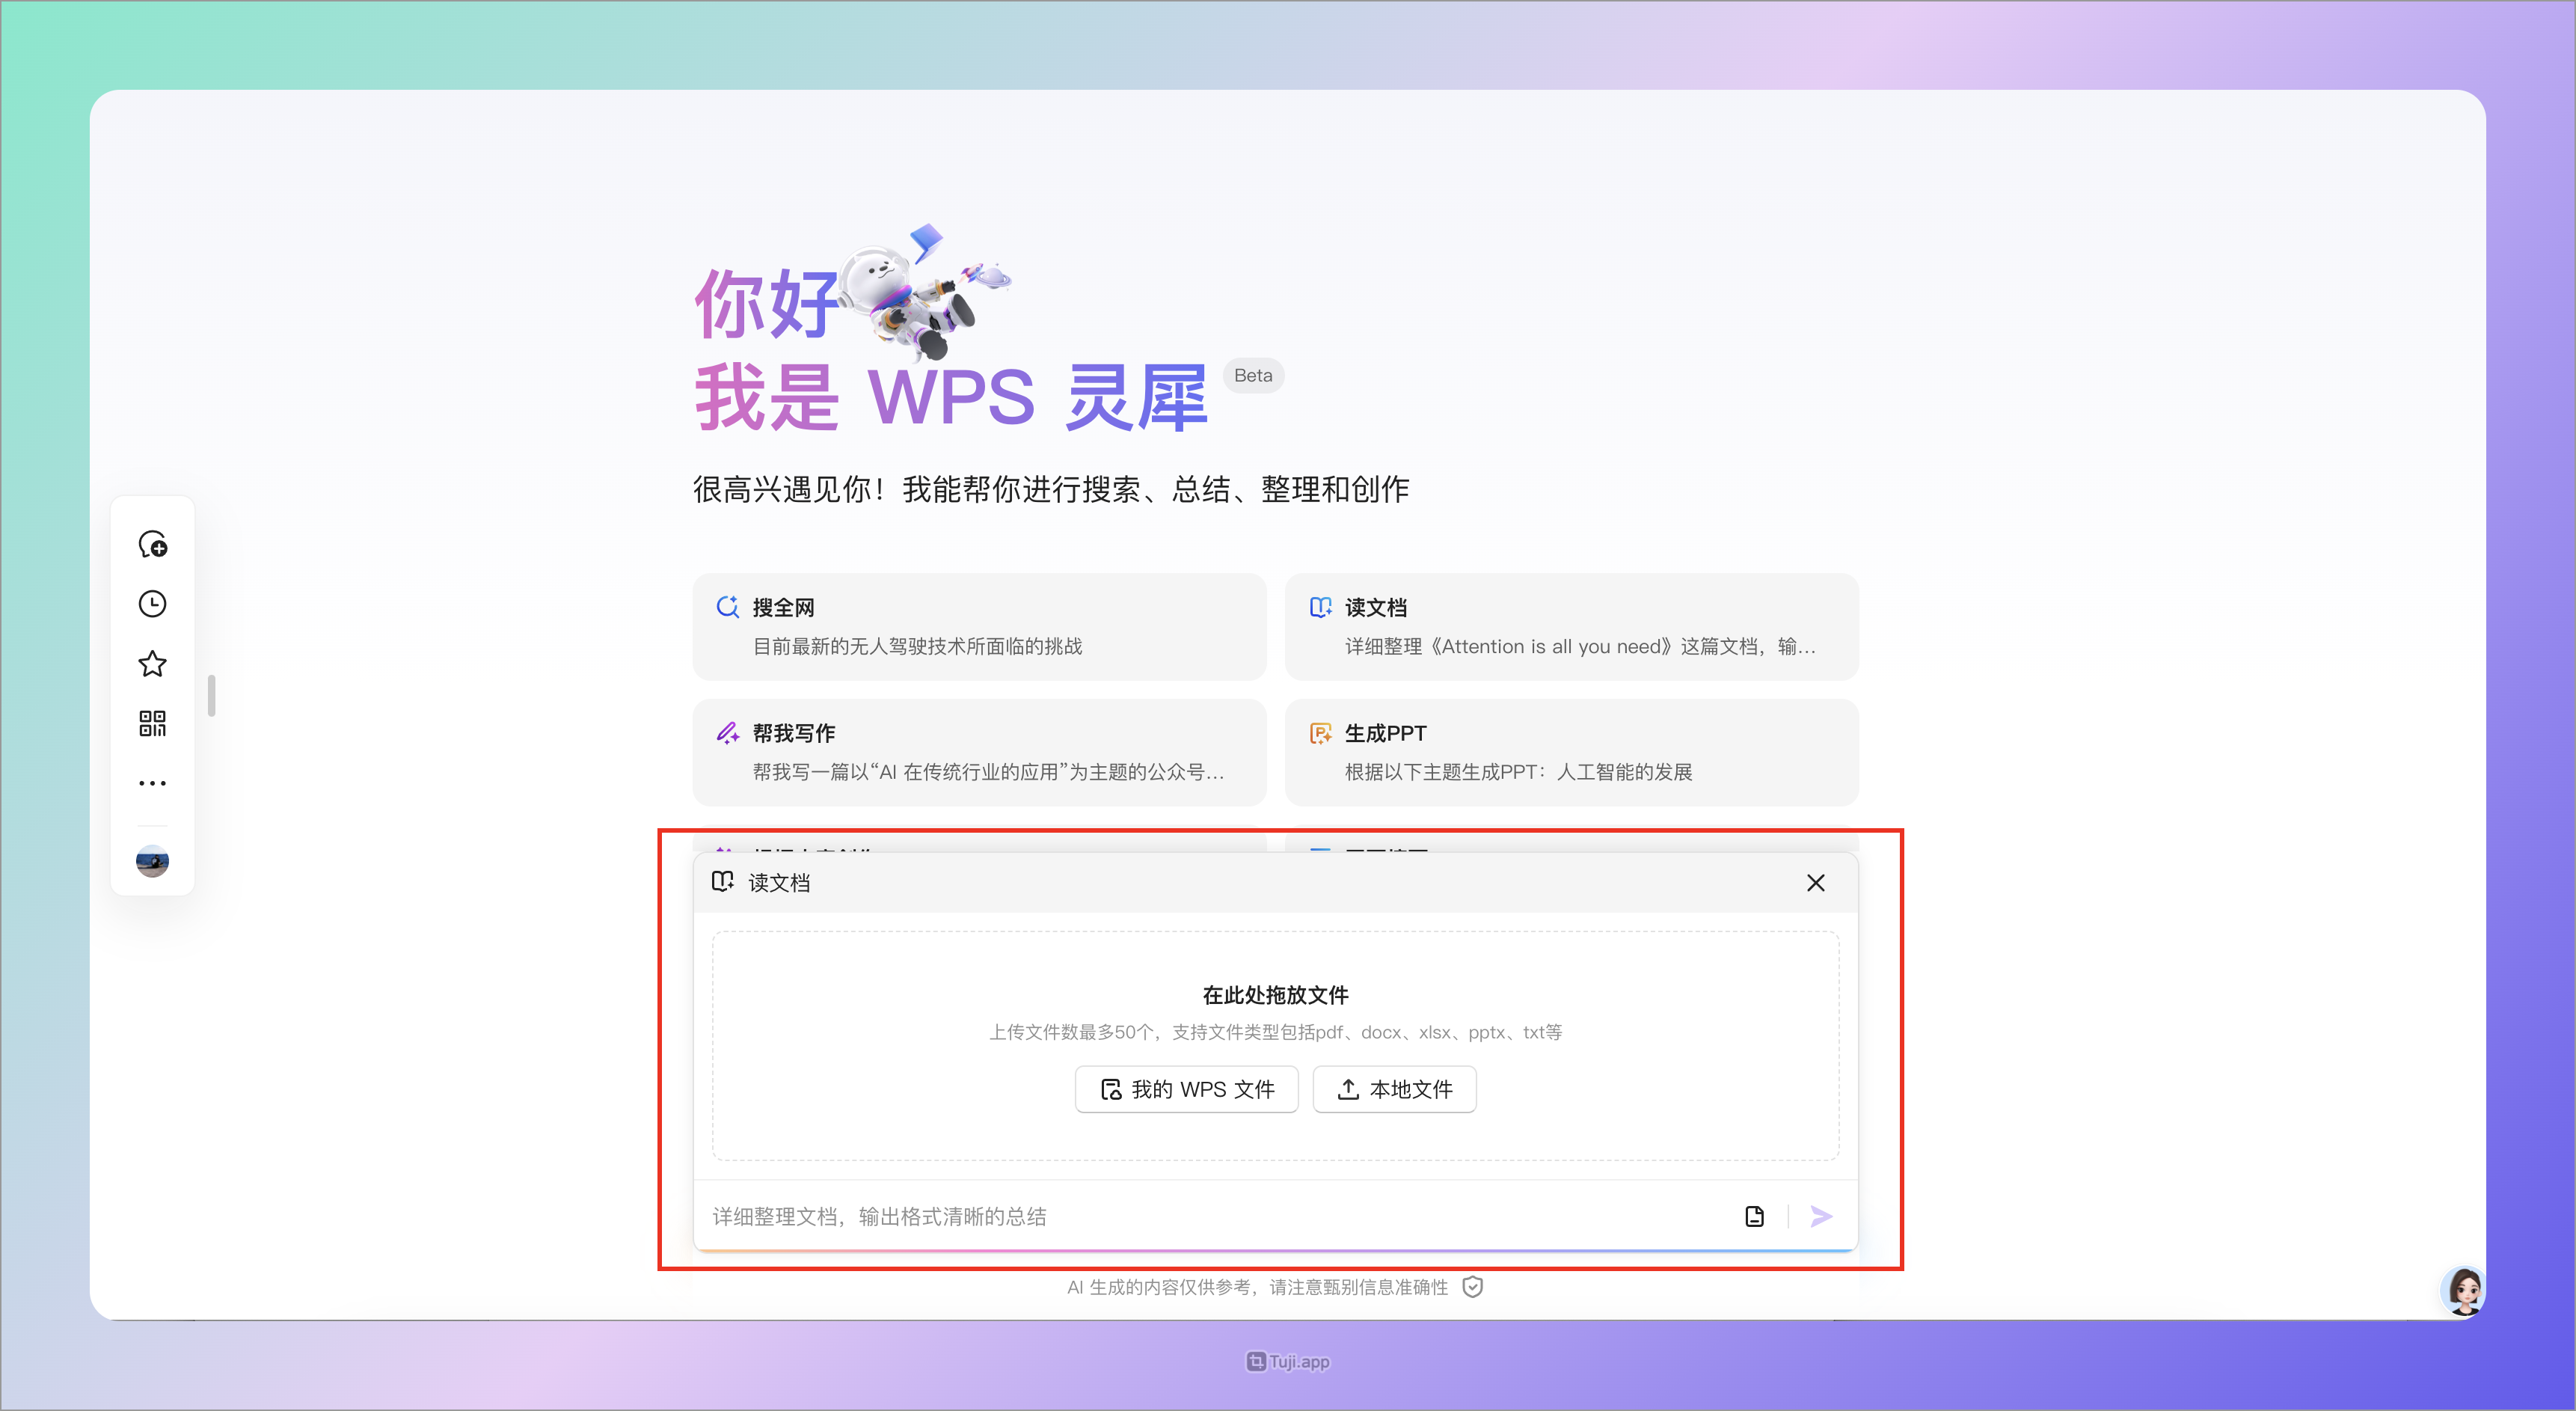 你好
我是 WPS 灵犀 Beta
很高兴遇见你！我能帮你进行搜索、总结、整理和创作
搜全网
目前最新的无人驾驶技术所面临的挑战
读文档
详细整理《Attention is all you need》这篇文档，输...
帮我写作
帮我写一篇以“AI 在传统行业的应用”为主题的公众号...
生成PPT
根据以下主题生成PPT：人工智能的发展
读文档
在此处拖放文件
上传文件数最多50个，支持文件类型包括pdf、docx、xlsx、pptx、txt等
我的 WPS 文件
本地文件
详细整理文档，输出格式清晰的总结
AI 生成的内容仅供参考，请注意甄别信息准确性
Tuji.app